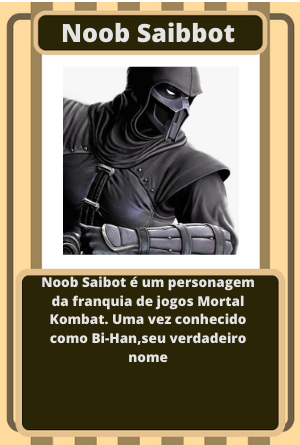 Noob Saibbot
Noob Saibot é um personagem
da franquia de jogos Mortal
Kombat. Uma vez conhecido
como Bi-Han,seu verdadeiro
nome